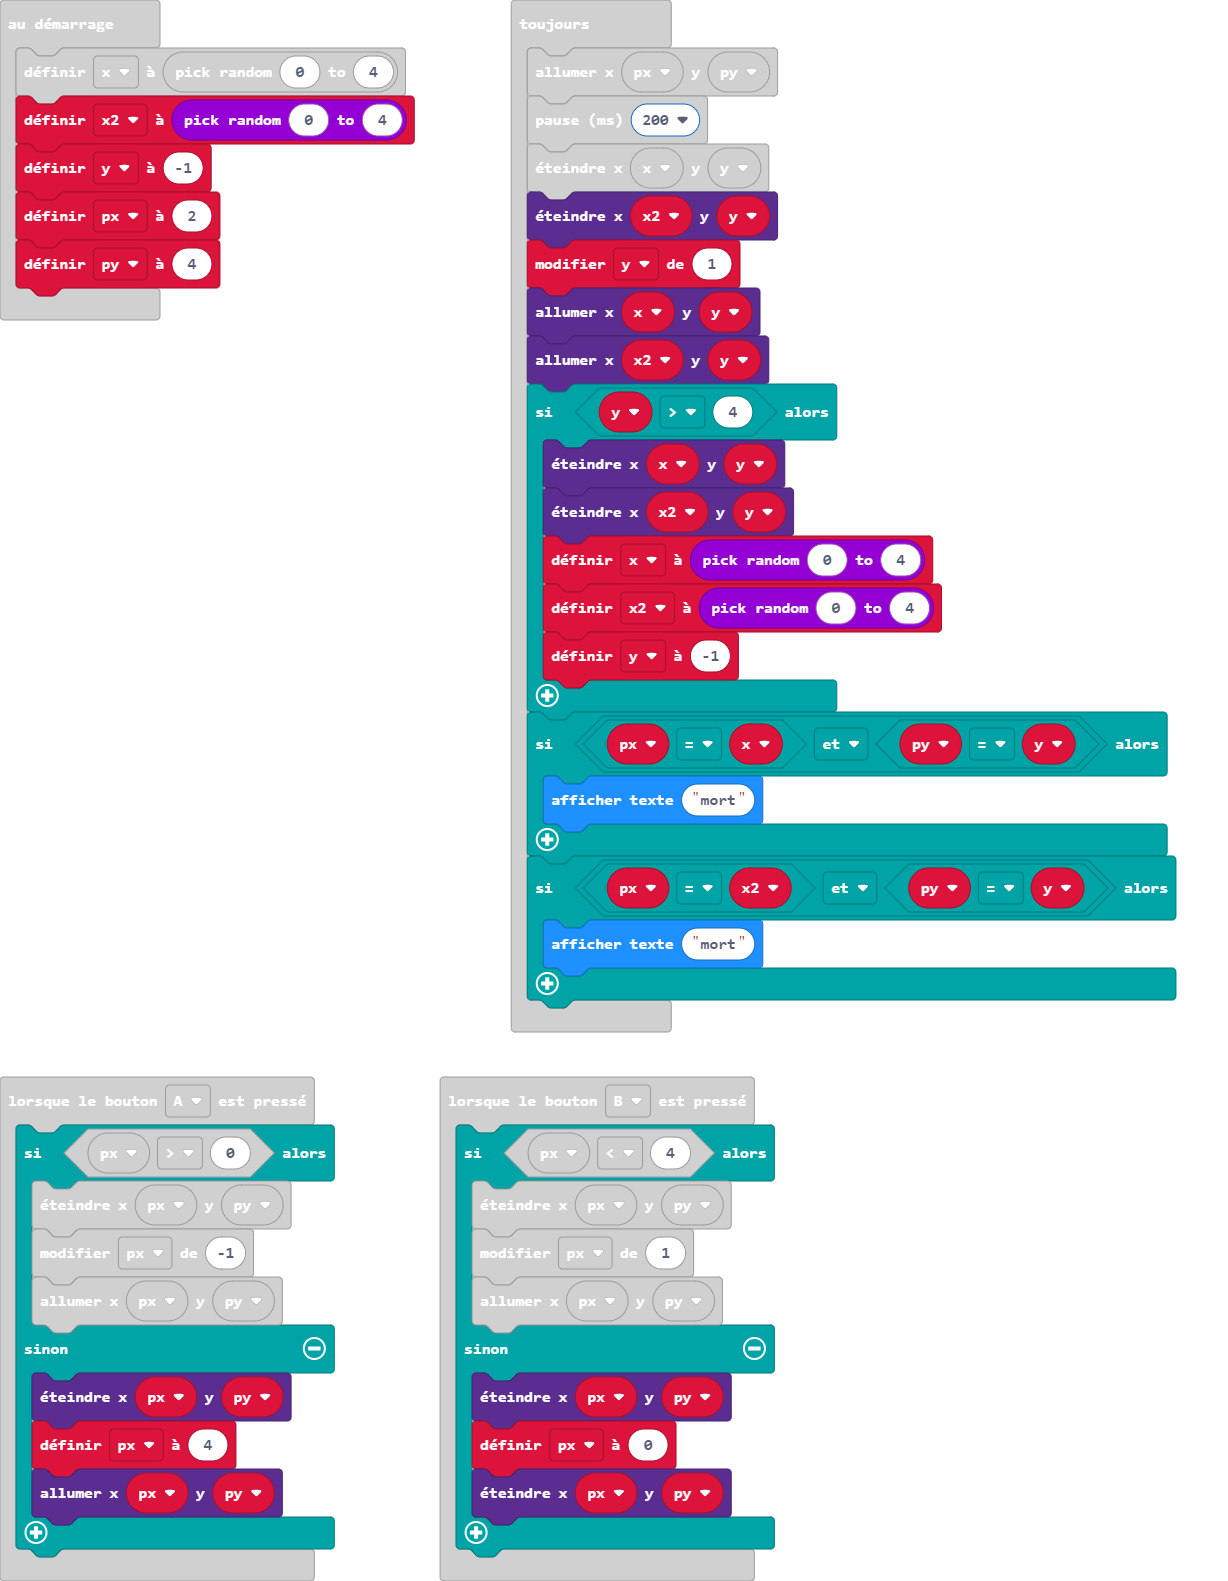 au démarrage
définir x à pick random 0 to 4
définir x2 à pick random 0 to 4
définir y à -1
définir px à 2
définir py à 4
toujours
allumer x px y py
pause (ms) 200
éteindre x x y y
éteindre x x2 y y
modifier y de 1
allumer x x y y
allumer x x2 y y
si y > 4 alors
éteindre x x y y
éteindre x x2 y y
définir x à pick random 0 to 4
définir x2 à pick random 0 to 4
définir y à -1
si px = x et py = y alors
afficher texte "mort"
si px = x2 et py = y alors
afficher texte "mort"
lorsque le bouton A est pressé
si px > 0 alors
éteindre x px y py
modifier px de -1
allumer x px y py
sinon
éteindre x px y py
définir px à 4
allumer x px y py
lorsque le bouton B est pressé
si px < 4 alors
éteindre x px y py
modifier px de 1
allumer x px y py
sinon
éteindre x px y py
définir px à 0
éteindre x px y py